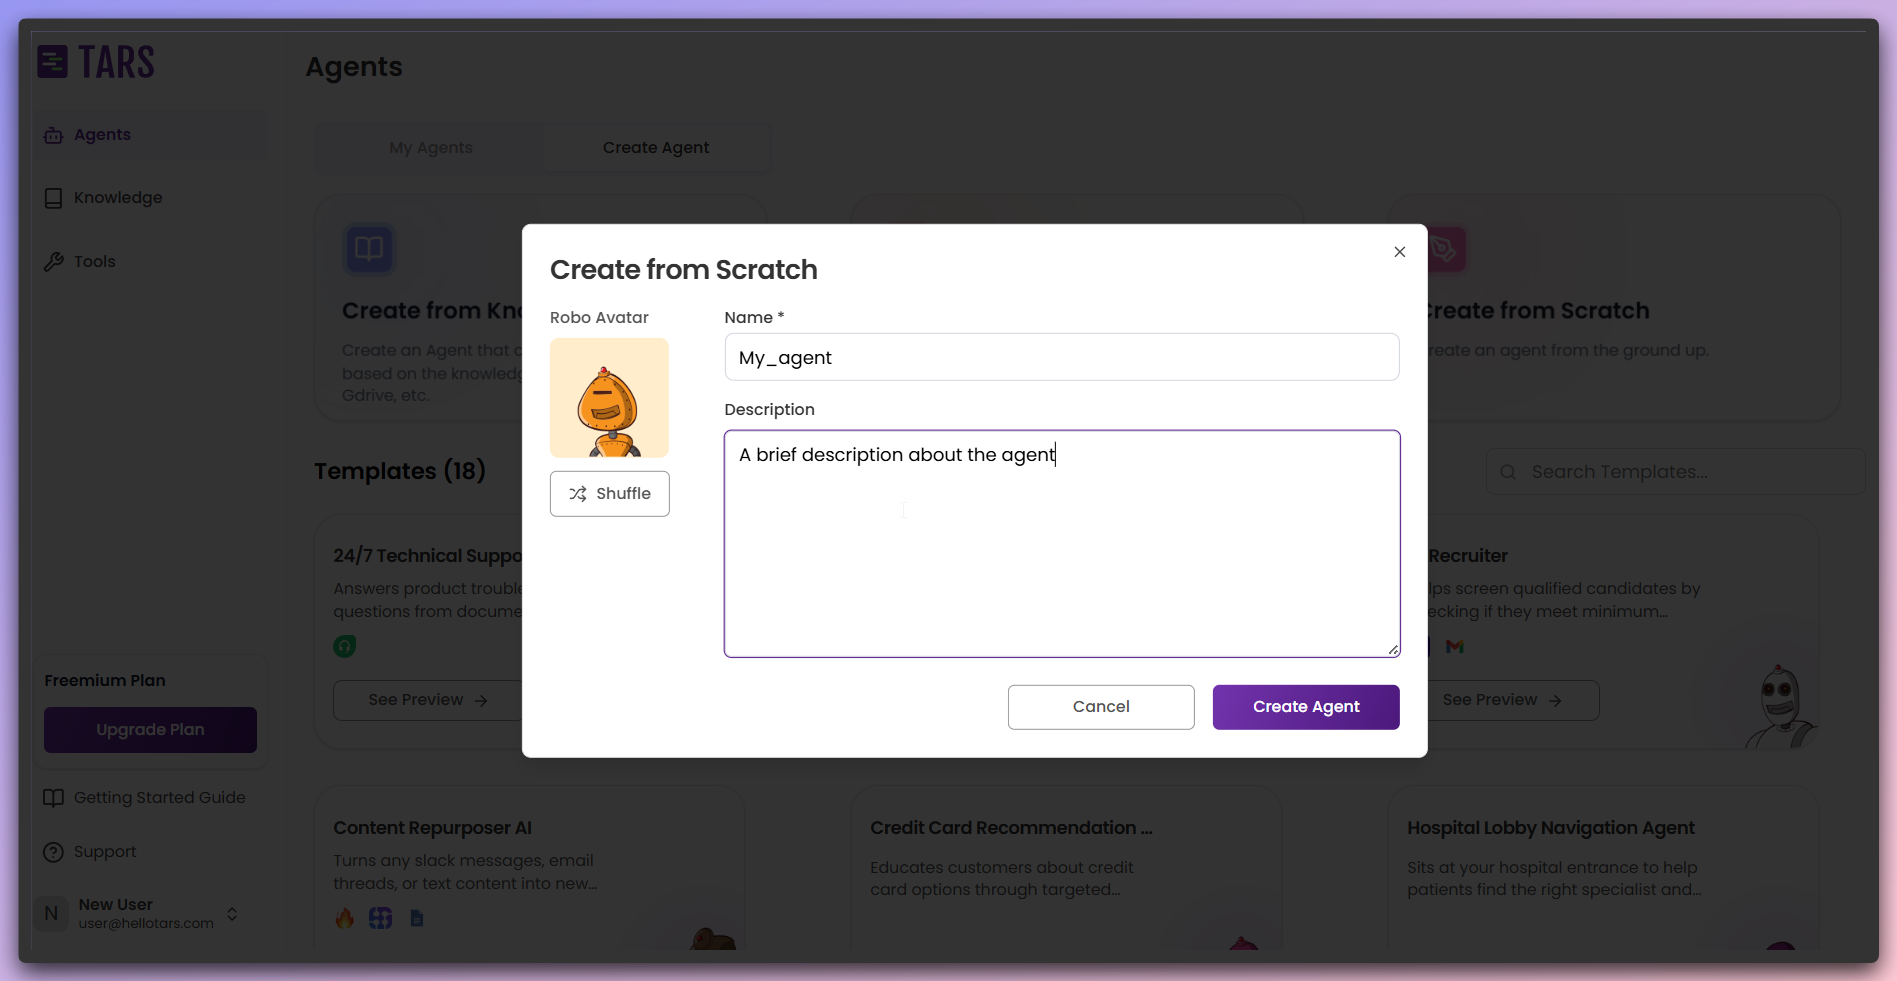 TARS
Agents
Knowledge
Tools
Freemium Plan
Upgrade Plan
Getting Started Guide
Support
N
New User
user@hellotars.com
Agents
My Agents
Create Agent
Create from Kn
Create an Agent that
based on the knowledg
Gdrive, etc.
Create from Scratch
reate an agent from the ground up.
Templates (18)
Search Templates...
24/7 Technical Suppo
Answers product trouble
questions from docume
See Preview
Recruiter
lps screen qualified candidates by
ecking if they meet minimum...
See Preview
Content Repurposer AI
Turns any slack messages, email
threads, or text content into new...
Credit Card Recommendation ...
Educates customers about credit
card options through targeted...
Hospital Lobby Navigation Agent
Sits at your hospital entrance to help
patients find the right specialist and...
Create from Scratch
Robo Avatar
Shuffle
Name *
My_agent
Description
A brief description about the agent
Cancel
Create Agent